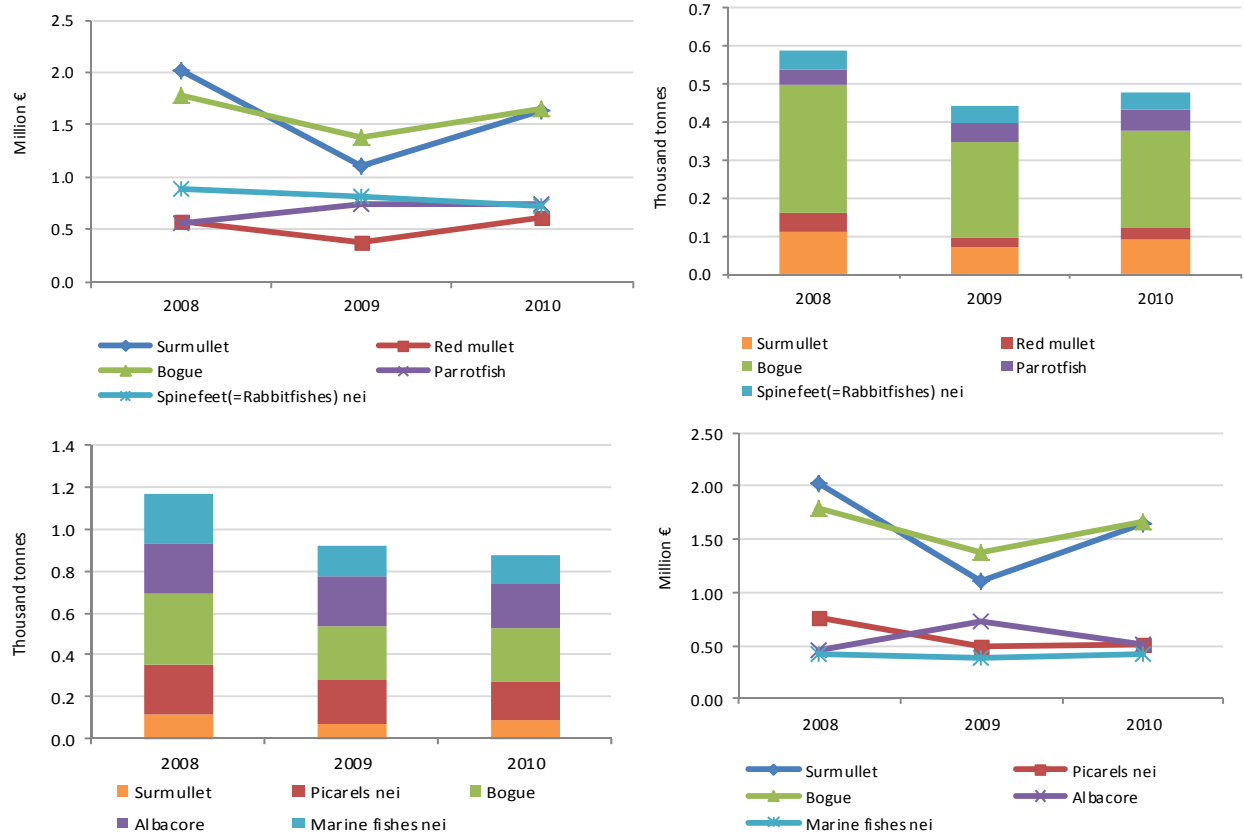 2.5
2.0
1.5
1.0
0.5
0.0
Million €
2008 2009 2010
Surmullet Red mullet
Bogue Parrotfish
Spinefeet(=Rabbitfishes) nei
0.7
0.6
0.5
0.4
0.3
0.2
0.1
0.0
Thousand tonnes
2008 2009 2010
Surmullet Red mullet
Bogue Parrotfish
Spinefeet(=Rabbitfishes) nei
1.4
1.2
1.0
0.8
0.6
0.4
0.2
0.0
Thousand tonnes
2008 2009 2010
Surmullet Picarels nei Bogue
Albacore Marine fishes nei
2.50
2.00
1.50
1.00
0.50
0.00
Million €
2008 2009 2010
Surmullet Picarels nei
Bogue Albacore
Marine fishes nei